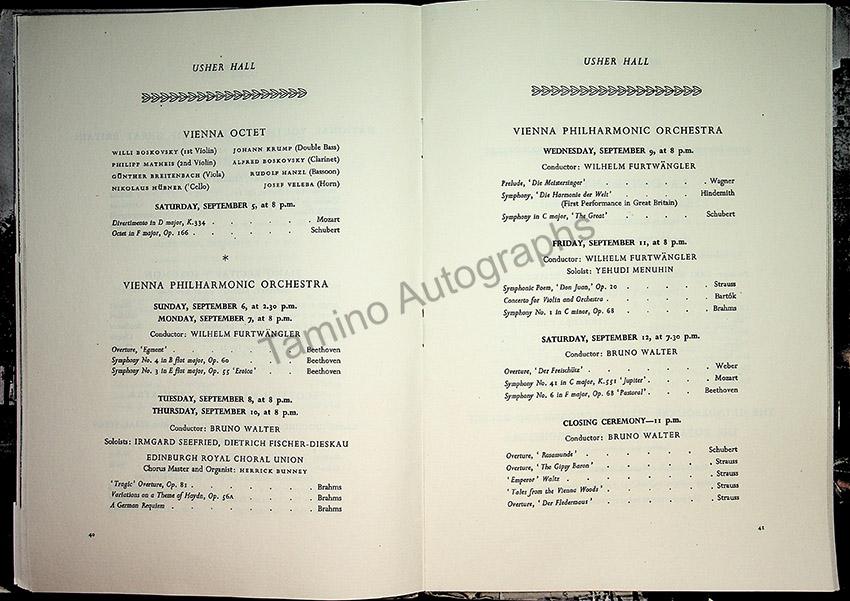 USHER HALL
VIENNA OCTET
WILLI BOSKOVSKY (1st Violin) JOHANN KRUMP (Double Bass)
PHILIPP MATHEIS (2nd Violin) ALFRED BOSKOVSKY (Clarinet)
GÜNTHER BREITENBACH (Viola) RUDOLF HANZL (Bassoon)
NIKOLAUS HÜBNER ('Cello) JOSEF VELEBA (Horn)
SATURDAY, SEPTEMBER 5, at 8 p.m.
Divertimento in D major, K.334 . . . . . . Mozart
Octet in F major, Op. 166 . . . . . . . Schubert
*
VIENNA PHILHARMONIC ORCHESTRA
SUNDAY, SEPTEMBER 6, at 2.30 p.m.
MONDAY, SEPTEMBER 7, at 8 p.m.
Conductor: WILHELM FURTWÄNGLER
Overture, 'Egmont' . . . . . . . Beethoven
Symphony No. 4 in B flat major, Op. 60 . . . . Beethoven
Symphony No. 3 in E flat major, Op. 55 'Eroica' . . . Beethoven
TUESDAY, SEPTEMBER 8, at 8 p.m.
THURSDAY, SEPTEMBER 10, at 8 p.m.
Conductor: BRUNO WALTER
Soloists: IRMGARD SEEFRIED, DIETRICH FISCHER-DIESKAU
EDINBURGH ROYAL CHORAL UNION
Chorus Master and Organist: HERRICK BUNNEY
'Tragic' Overture, Op. 81 . . . . . . . Brahms
Variations on a Theme of Haydn, Op. 56A . . . . . Brahms
A German Requiem . . . . . . . Brahms
40
USHER HALL
VIENNA PHILHARMONIC ORCHESTRA
WEDNESDAY, SEPTEMBER 9, at 8 p.m.
Conductor: WILHELM FURTWÄNGLER
Prelude, 'Die Meistersinger' . . . . . . Wagner
Symphony, 'Die Harmonie der Welt' . . . . . Hindemith
(First Performance in Great Britain)
Symphony in C major, 'The Great' . . . . . Schubert
FRIDAY, SEPTEMBER 11, at 8 p.m.
Conductor: WILHELM FURTWÄNGLER
Soloist: YEHUDI MENUHIN
Symphonic Poem, 'Don Juan,' Op. 20 . . . . . Strauss
Concerto for Violin and Orchestra . . . . . . Bartók
Symphony No. 1 in C minor, Op. 68 . . . . . Brahms
SATURDAY, SEPTEMBER 12, at 7.30 p.m.
Conductor: BRUNO WALTER
Overture, 'Der Freischütz' . . . . . . Weber
Symphony No. 41 in C major, K.551 'Jupiter' . . . . Mozart
Symphony No. 6 in F major, Op. 68 'Pastoral' . . . . Beethoven
CLOSING CEREMONY—11 p.m.
Conductor: BRUNO WALTER
Overture, 'Rosamunde' . . . . . . . Schubert
Overture, 'The Gipsy Baron' . . . . . . Strauss
'Emperor' Waltz . . . . . . . Strauss
'Tales from the Vienna Woods' . . . . . . Strauss
Overture, 'Der Fledermaus' . . . . . . Strauss
41
Tamino Autographs